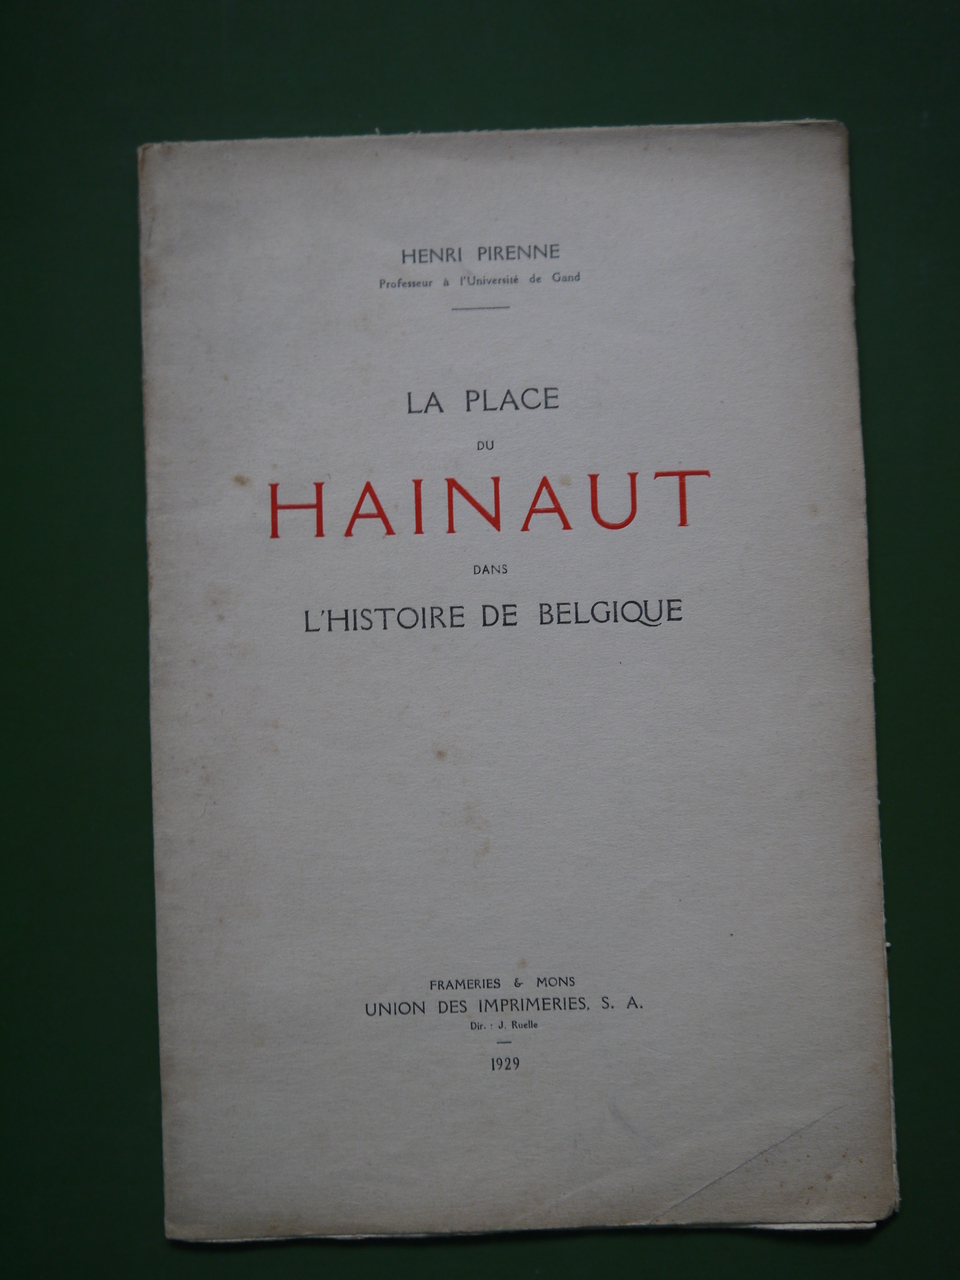 HENRI PIRENNE
Professeur à l'Université de Gand
LA PLACE
DU
HAINAUT
DANS
L'HISTOIRE DE BELGIQUE
FRAMERIES & MONS
UNION DES IMPRIMERIES, S. A.
Dir. : J. Ruelle
1929